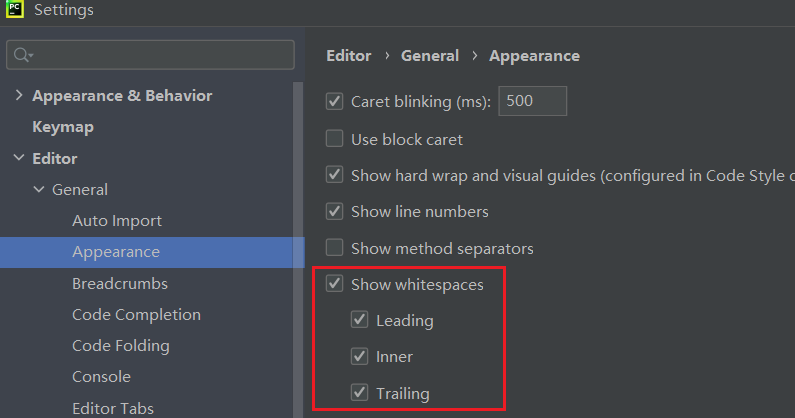 PC
Settings
Appearance & Behavior
Keymap
Editor
General
Auto Import
Appearance
Breadcrumbs
Code Completion
Code Folding
Console
Editor Tabs
Editor › General › Appearance
Caret blinking (ms): 500
Use block caret
Show hard wrap and visual guides (configured in Code Style
Show line numbers
Show method separators
Show whitespaces
Leading
Inner
Trailing